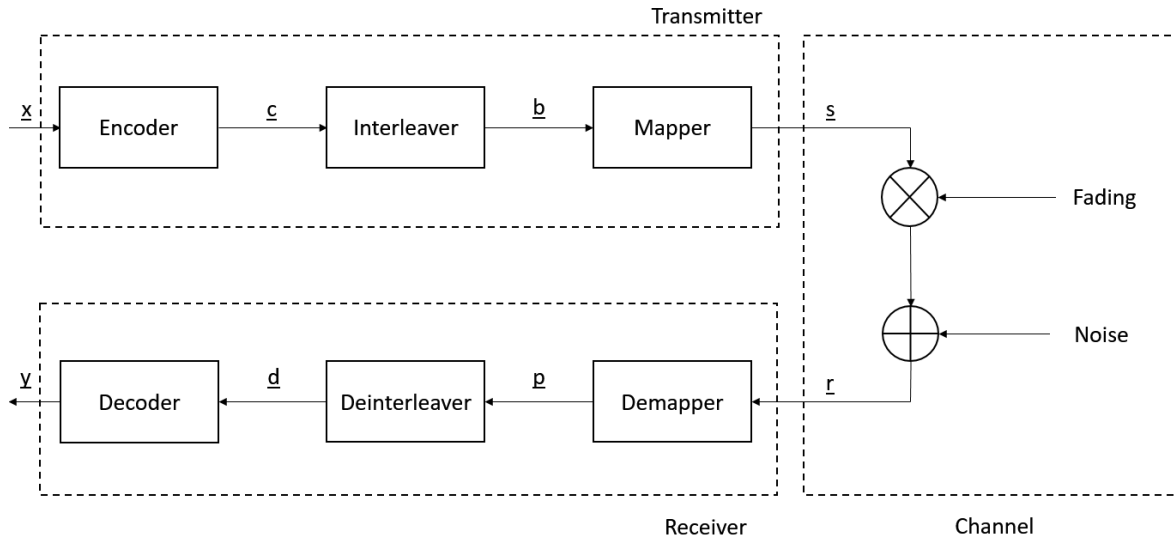 Transmitter
x
Encoder
c
Interleaver
b
Mapper
s
Fading
Noise
y
Decoder
d
Deinterleaver
p
Demapper
r
Receiver
Channel